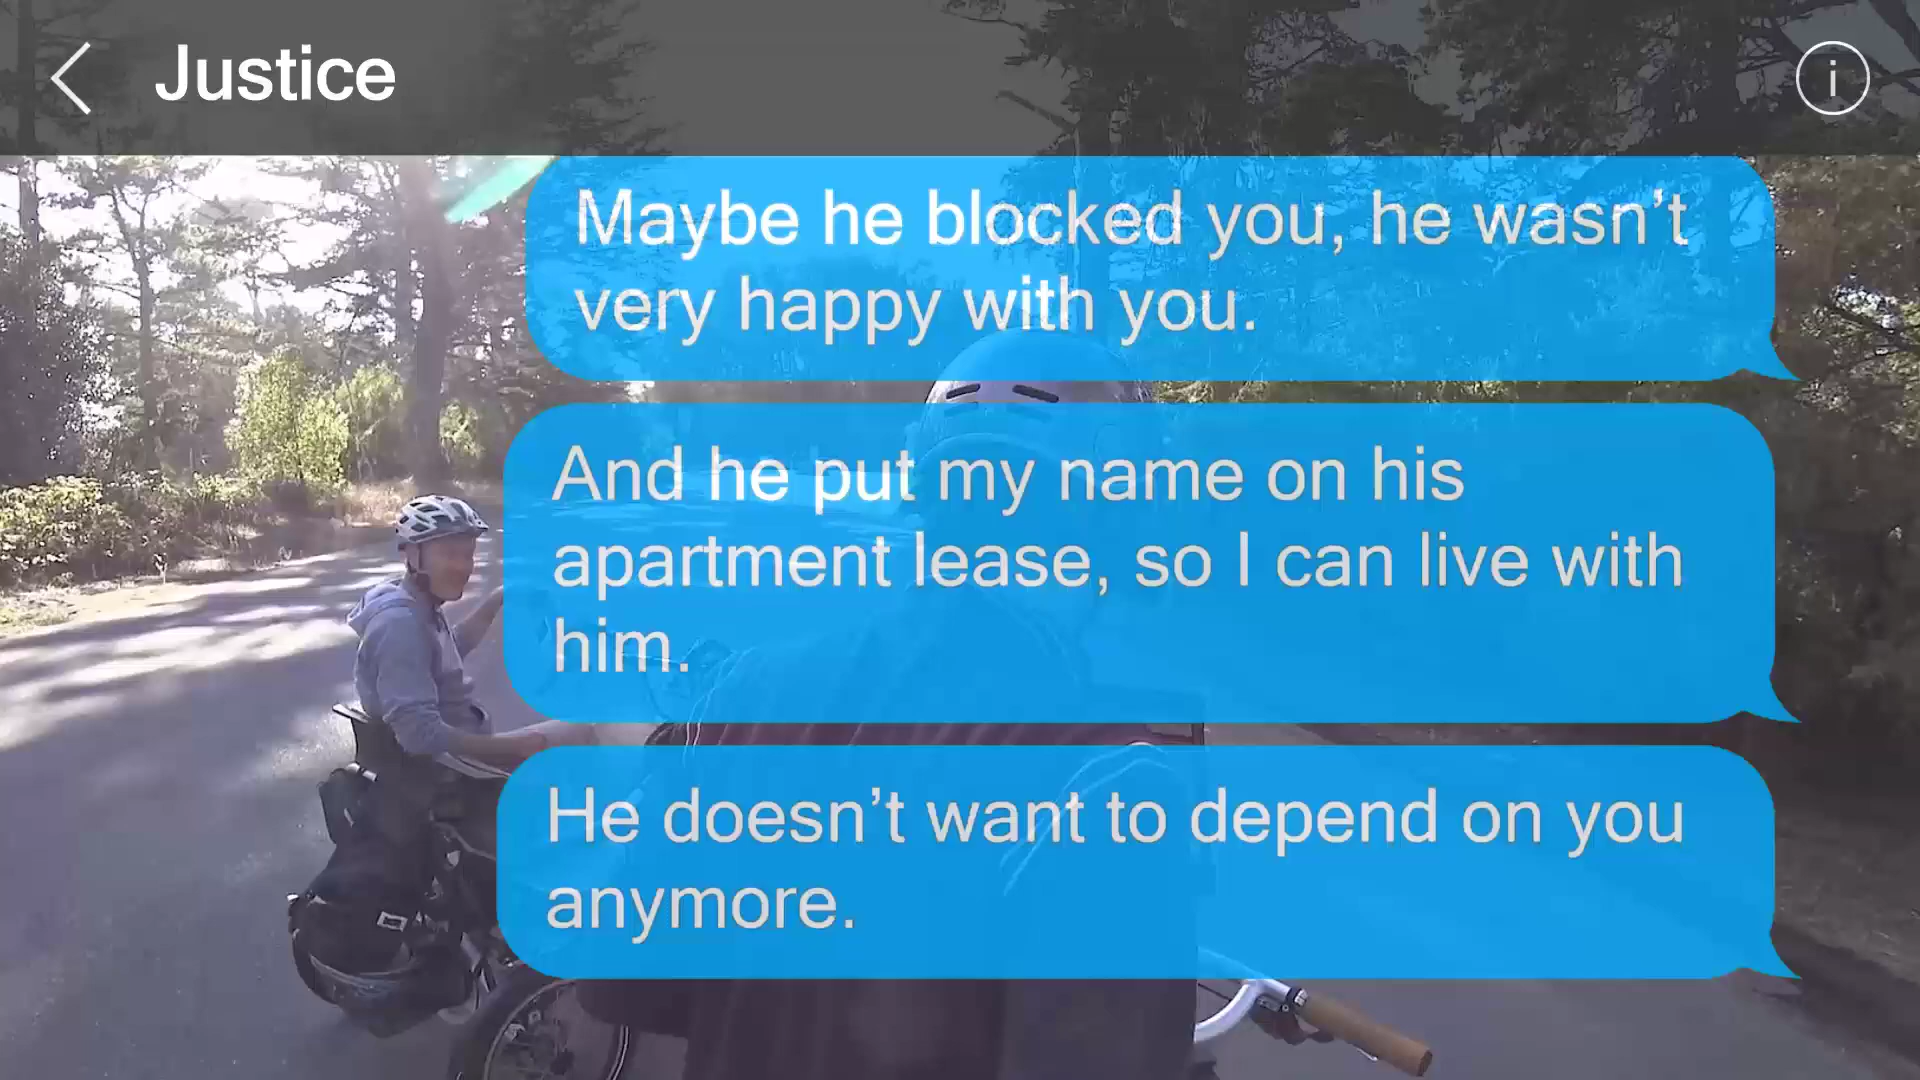 Justice
Maybe he blocked you, he wasn’t
very happy with you.
And he put my name on his
apartment lease, so I can live with
him.
He doesn’t want to depend on you
anymore.